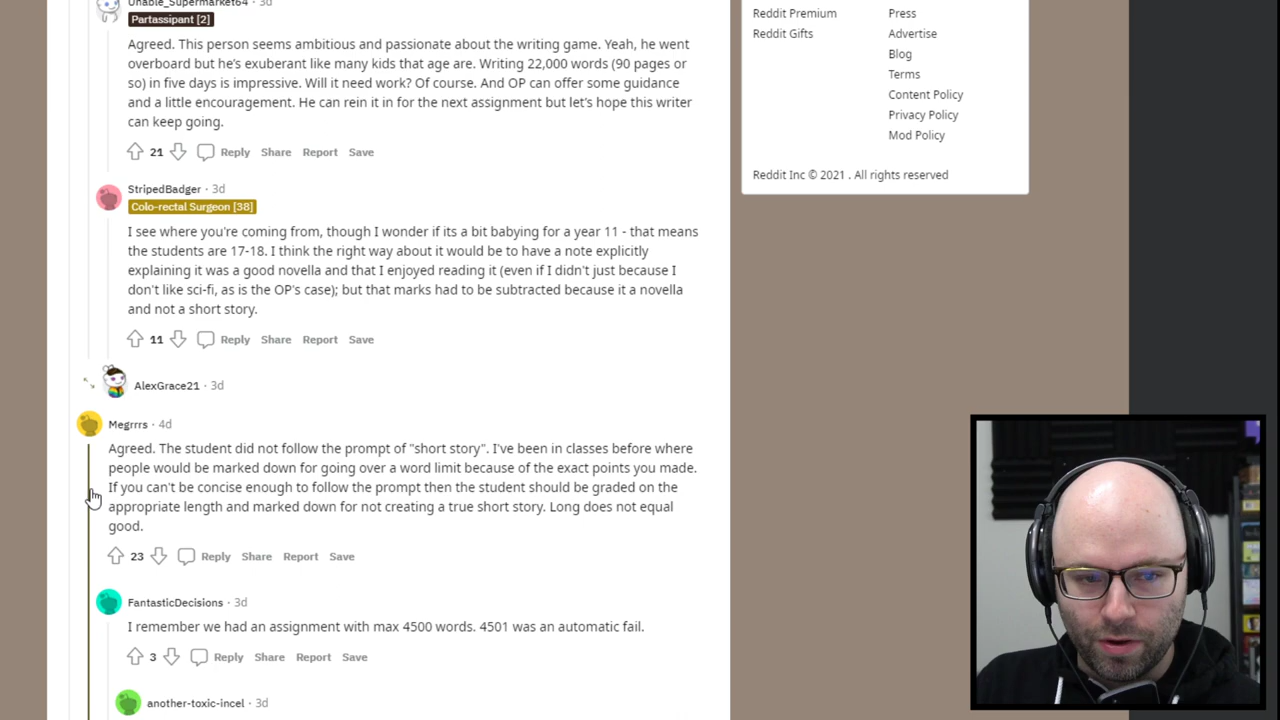 Unable_Supermarket64 · 3d
Partassipant [2]
Agreed. This person seems ambitious and passionate about the writing game. Yeah, he went
overboard but he's exuberant like many kids that age are. Writing 22,000 words (90 pages or
so) in five days is impressive. Will it need work? Of course. And OP can offer some guidance
and a little encouragement. He can rein it in for the next assignment but let's hope this writer
can keep going.
21 Reply Share Report Save
StripedBadger · 3d
Colo-rectal Surgeon [38]
I see where you're coming from, though I wonder if its a bit babying for a year 11 - that means
the students are 17-18. I think the right way about it would be to have a note explicitly
explaining it was a good novella and that I enjoyed reading it (even if I didn't just because I
don't like sci-fi, as is the OP's case); but that marks had to be subtracted because it a novella
and not a short story.
11 Reply Share Report Save
AlexGrace21 · 3d
Megrrrs · 4d
Agreed. The student did not follow the prompt of "short story". I've been in classes before where
people would be marked down for going over a word limit because of the exact points you made.
If you can't be concise enough to follow the prompt then the student should be graded on the
appropriate length and marked down for not creating a true short story. Long does not equal
good.
23 Reply Share Report Save
FantasticDecisions · 3d
I remember we had an assignment with max 4500 words. 4501 was an automatic fail.
3 Reply Share Report Save
another-toxic-incel · 3d
Reddit Premium Press
Reddit Gifts Advertise
Blog
Terms
Content Policy
Privacy Policy
Mod Policy
Reddit Inc © 2021 . All rights reserved